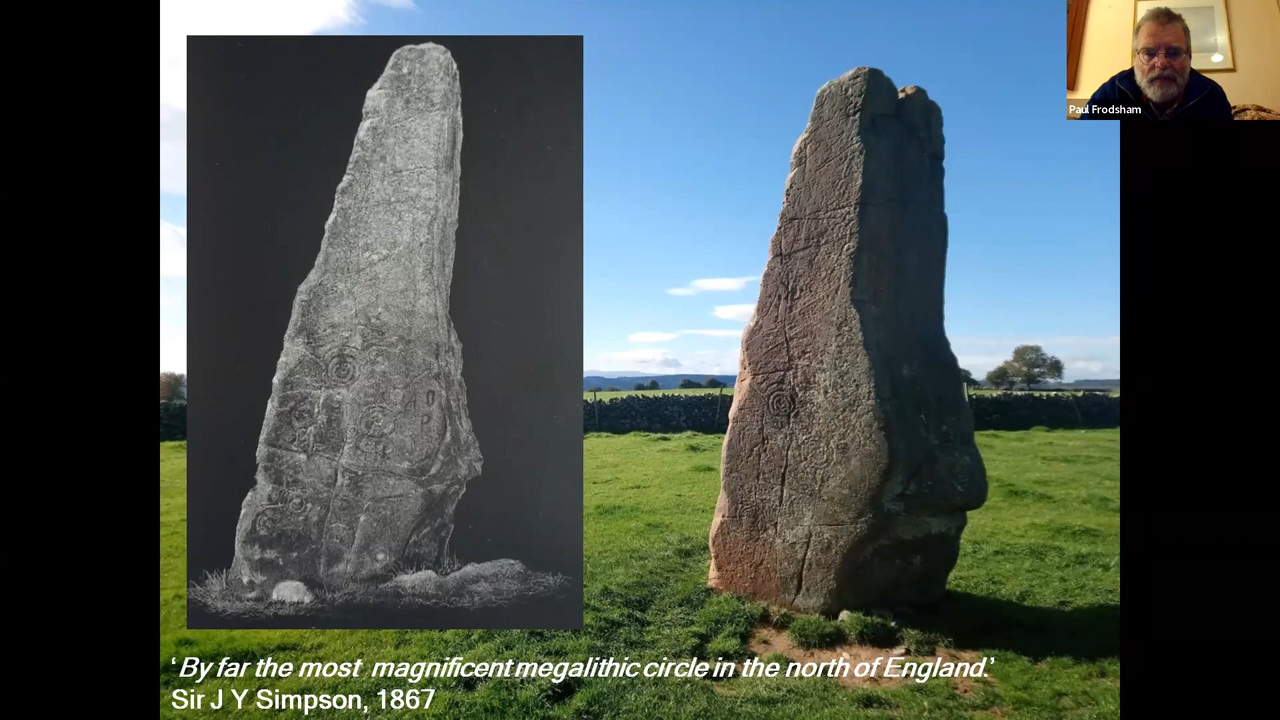 Paul Frodsham
‘By far the most magnificent megalithic circle in the north of England.’
Sir J Y Simpson, 1867